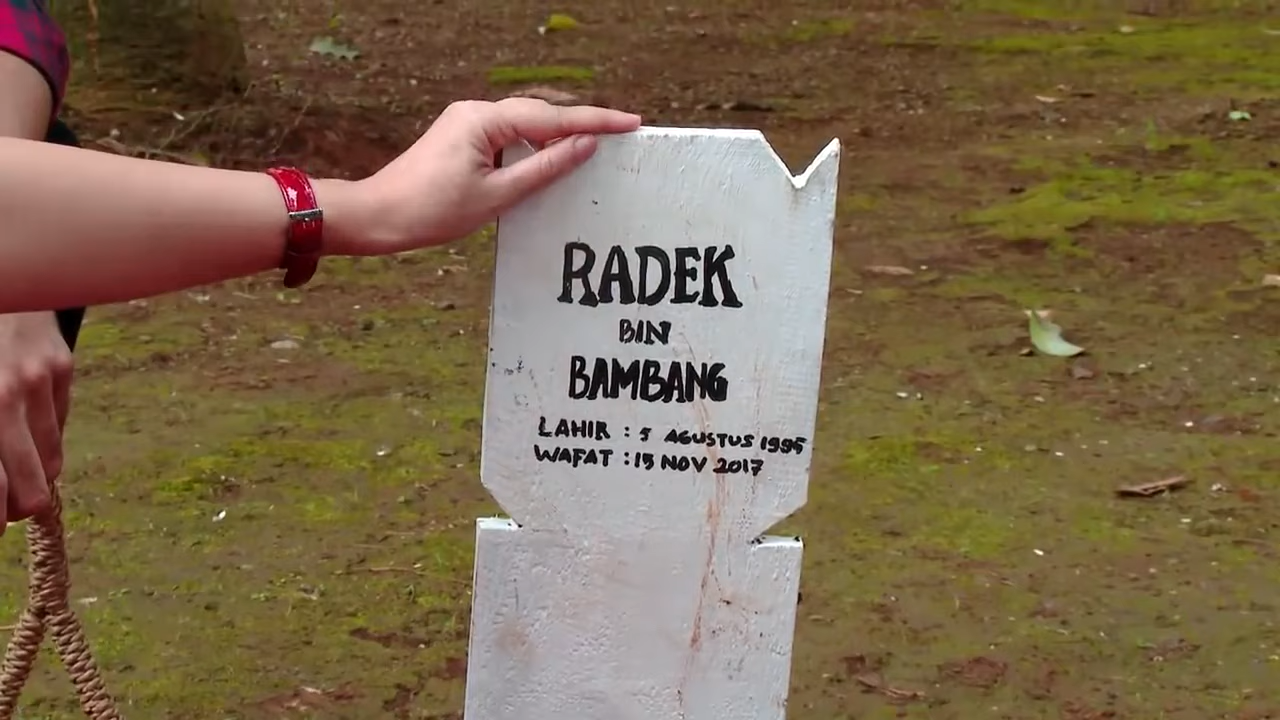 RADEK
BIN
BAMBANG
LAHIR : 5 AGUSTUS 1995
WAFAT : 15 NOV 2017